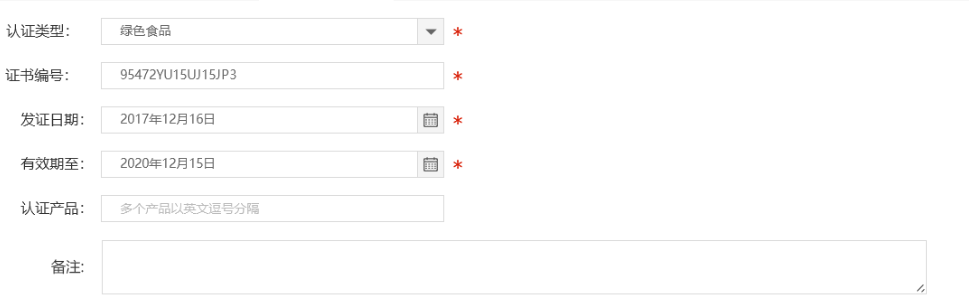 认证类型： 绿色食品 *
证书编号： 95472YU15UJ15JP3 *
发证日期： 2017年12月16日 *
有效期至： 2020年12月15日 *
认证产品： 多个产品以英文逗号分隔
备注: